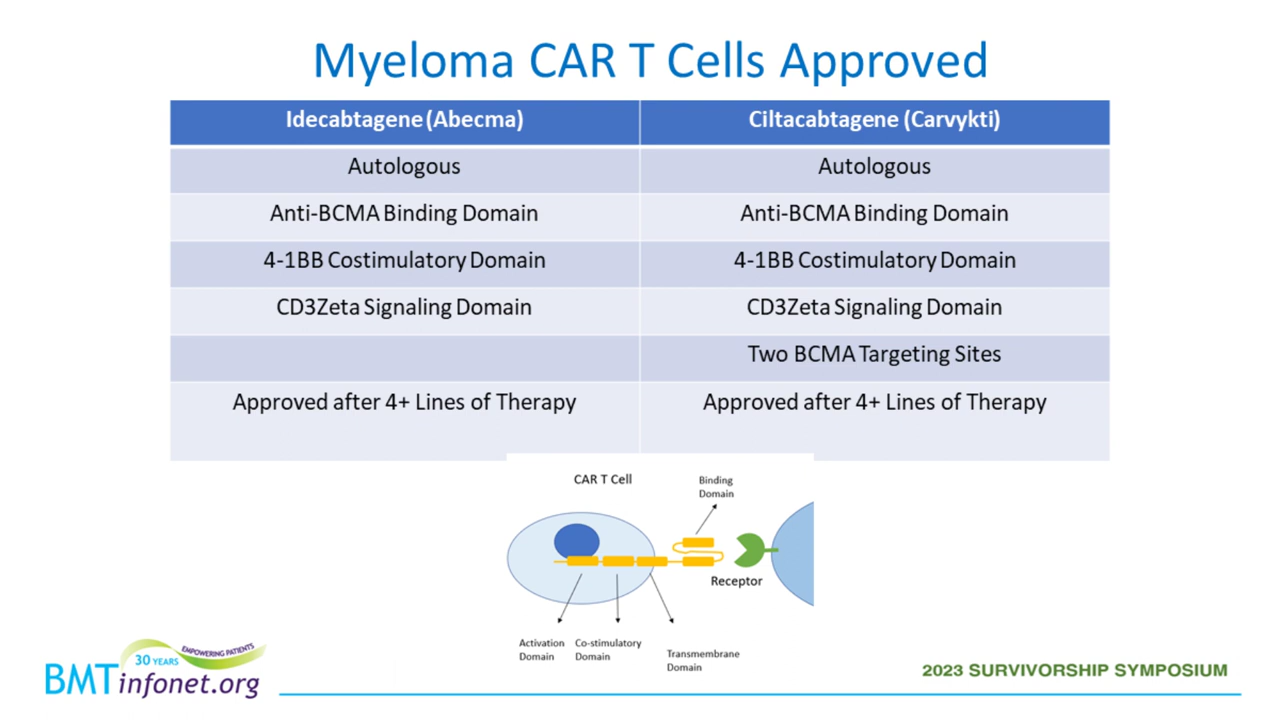 Myeloma CAR T Cells Approved
Idecabtagene (Abecma)
Ciltacabtagene (Carvykti)
Autologous
Autologous
Anti-BCMA Binding Domain
Anti-BCMA Binding Domain
4-1BB Costimulatory Domain
4-1BB Costimulatory Domain
CD3Zeta Signaling Domain
CD3Zeta Signaling Domain
Two BCMA Targeting Sites
Approved after 4+ Lines of Therapy
Approved after 4+ Lines of Therapy
CAR T Cell
Binding
Domain
Receptor
Activation
Domain
Co-stimulatory
Domain
Transmembrane
Domain
30 YEARS
EMPOWERING PATIENTS
BMTinfonet.org
2023 SURVIVORSHIP SYMPOSIUM